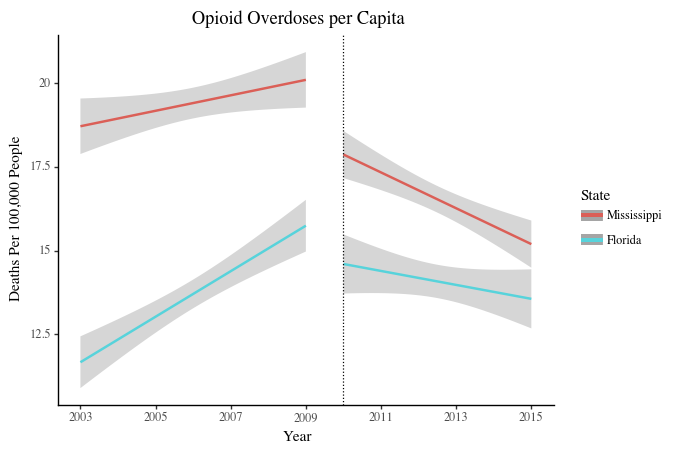 Opioid Overdoses per Capita
Deaths Per 100,000 People
20
17.5
15
12.5
2003 2005 2007 2009 2011 2013 2015
Year
State
Mississippi
Florida